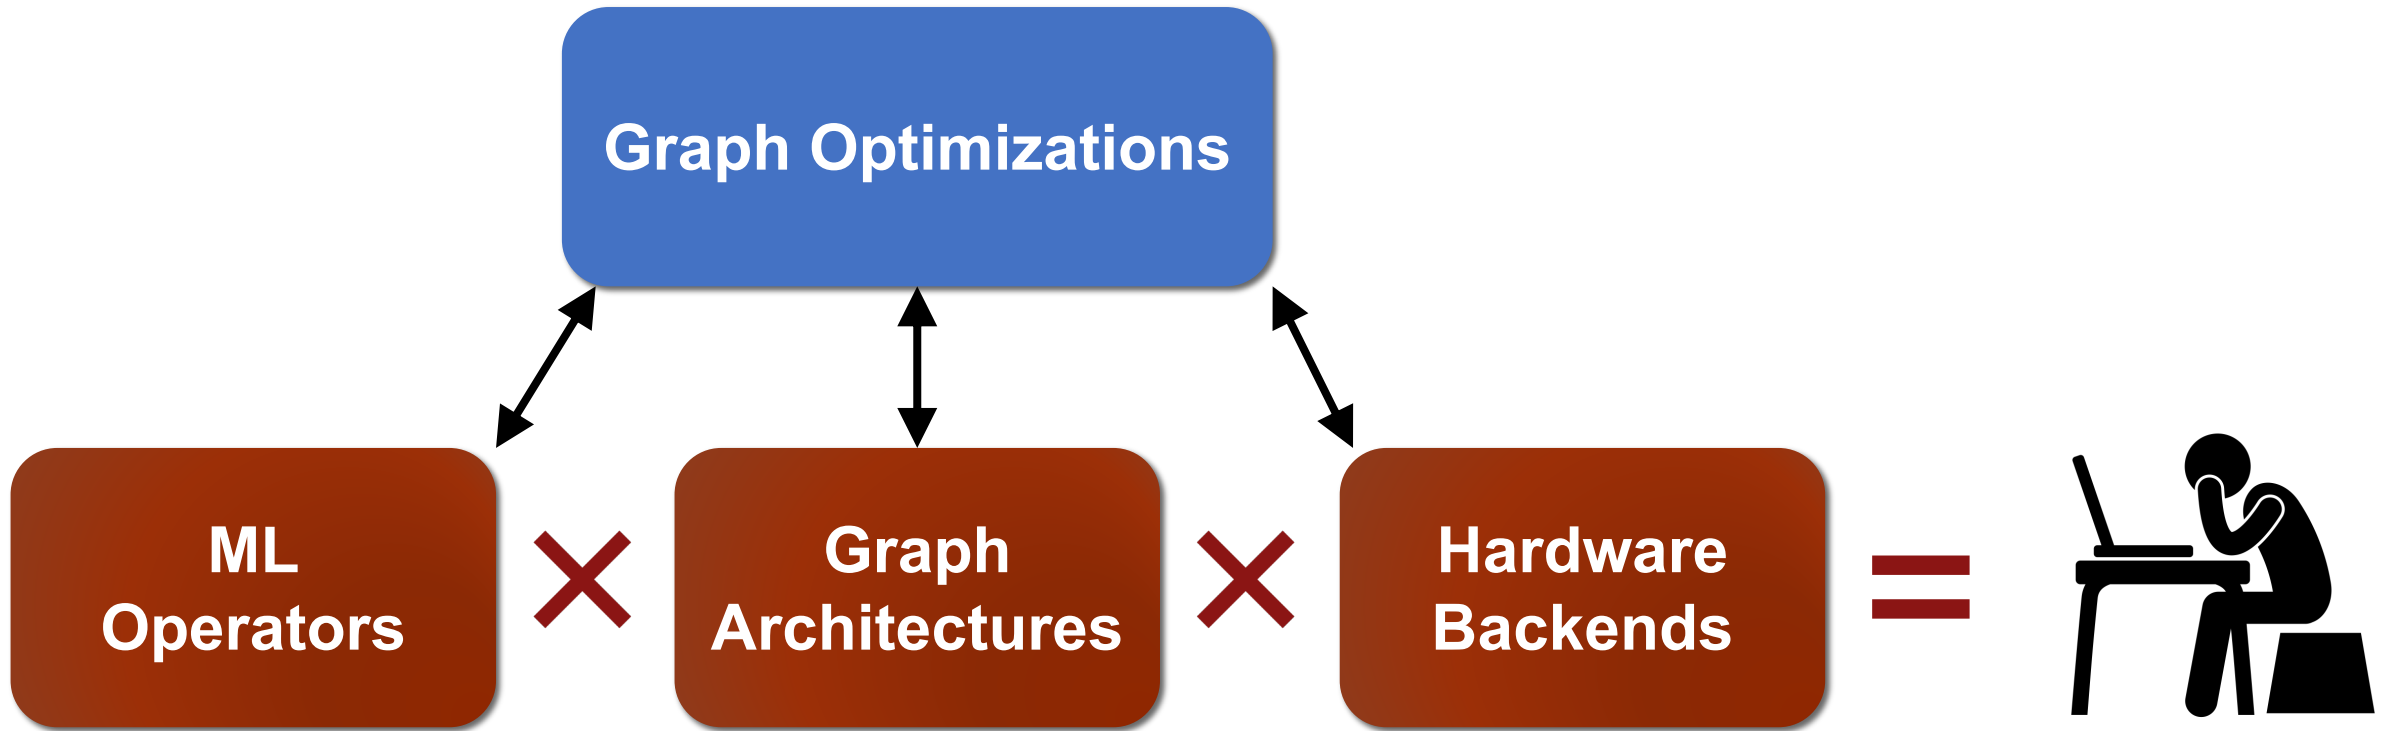 Graph Optimizations
ML
Operators
Graph
Architectures
Hardware
Backends